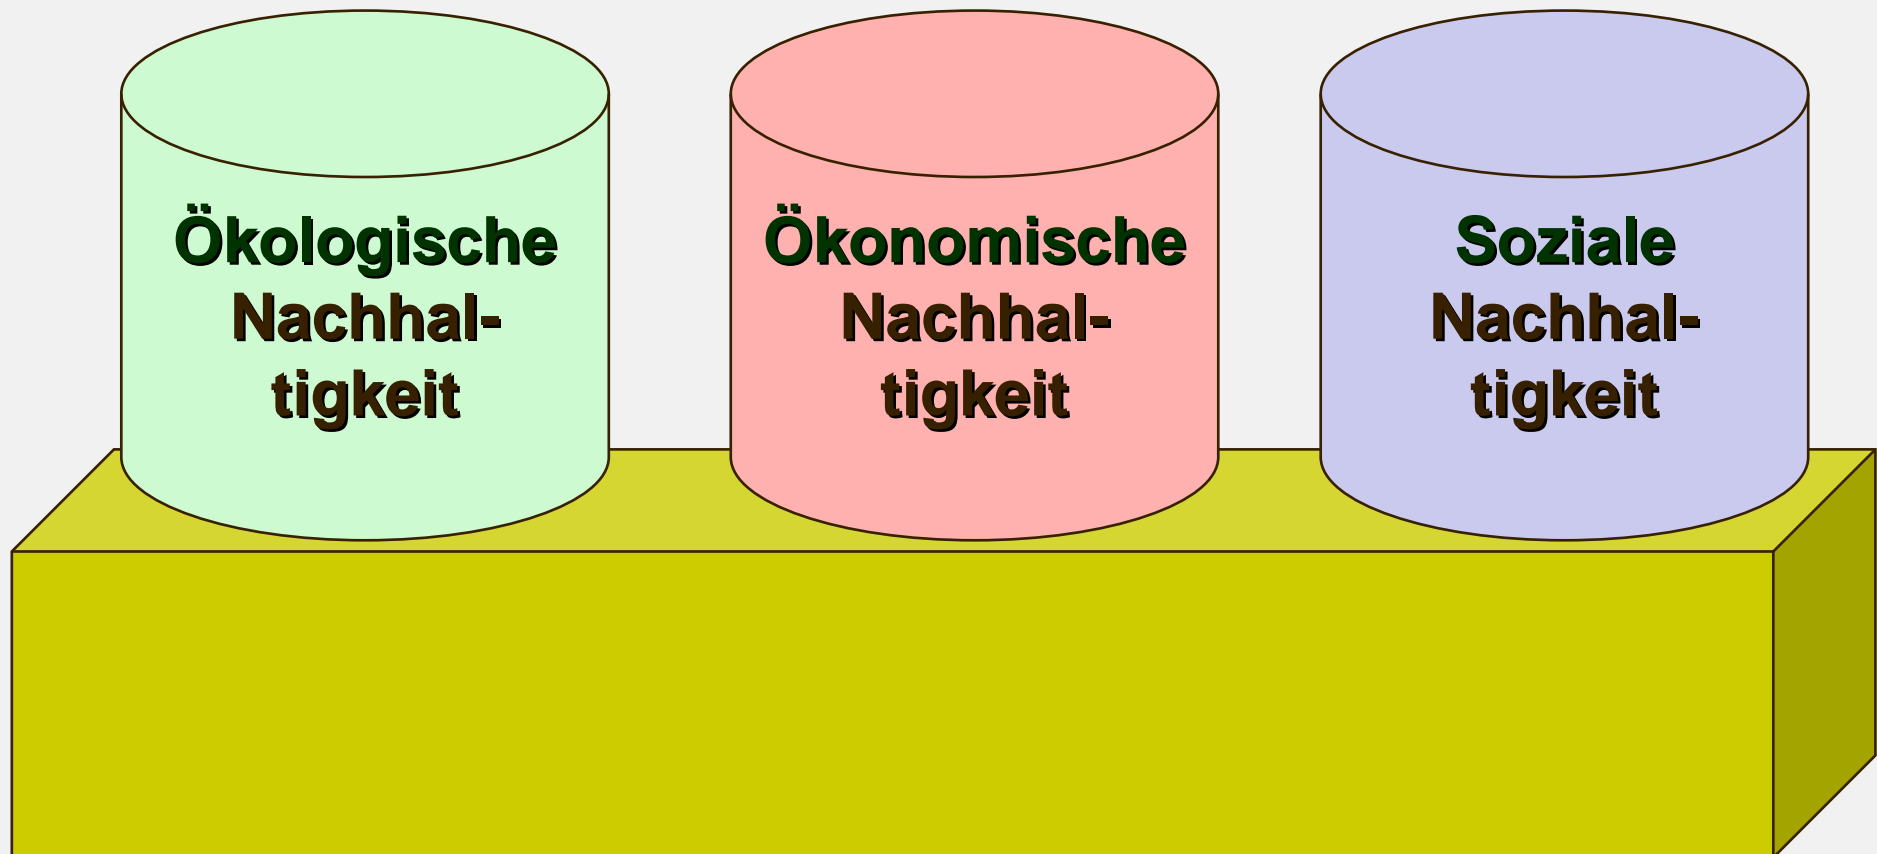 Ökologische
Nachhal-
tigkeit
Ökonomische
Nachhal-
tigkeit
Soziale
Nachhal-
tigkeit